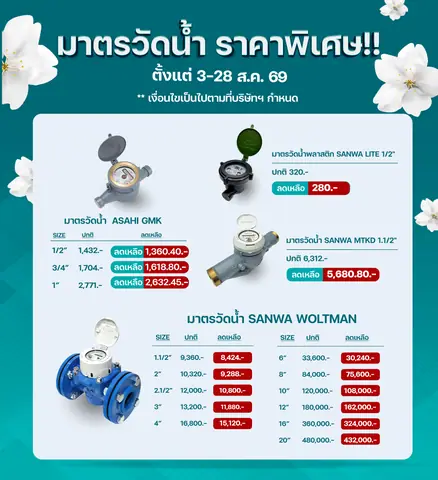 มาตรวัดน้ำ ราคาพิเศษ!!
ตั้งแต่ 3-28 ส.ค. 69
** เงื่อนไขเป็นไปตามที่บริษัทฯ กำหนด
มาตรวัดน้ำพลาสติก SANWA LITE 1/2"
ปกติ 320.-
ลดเหลือ 280.-
มาตรวัดน้ำ ASAHI GMK
SIZE ปกติ ลดเหลือ
1/2" 1,432.- ลดเหลือ 1,360.40.-
3/4" 1,704.- ลดเหลือ 1,618.80.-
1" 2,771.- ลดเหลือ 2,632.45.-
มาตรวัดน้ำ SANWA MTKD 1.1/2"
ปกติ 6,312.-
ลดเหลือ 5,680.80.-
มาตรวัดน้ำ SANWA WOLTMAN
SIZE ปกติ ลดเหลือ
1.1/2" 9,360.- 8,424.-
2" 10,320.- 9,288.-
2.1/2" 12,000.- 10,800.-
3" 13,200.- 11,880.-
4" 16,800.- 15,120.-
SIZE ปกติ ลดเหลือ
6" 33,600.- 30,240.-
8" 84,000.- 75,600.-
10" 120,000.- 108,000.-
12" 180,000.- 162,000.-
16" 360,000.- 324,000.-
20" 480,000.- 432,000.-